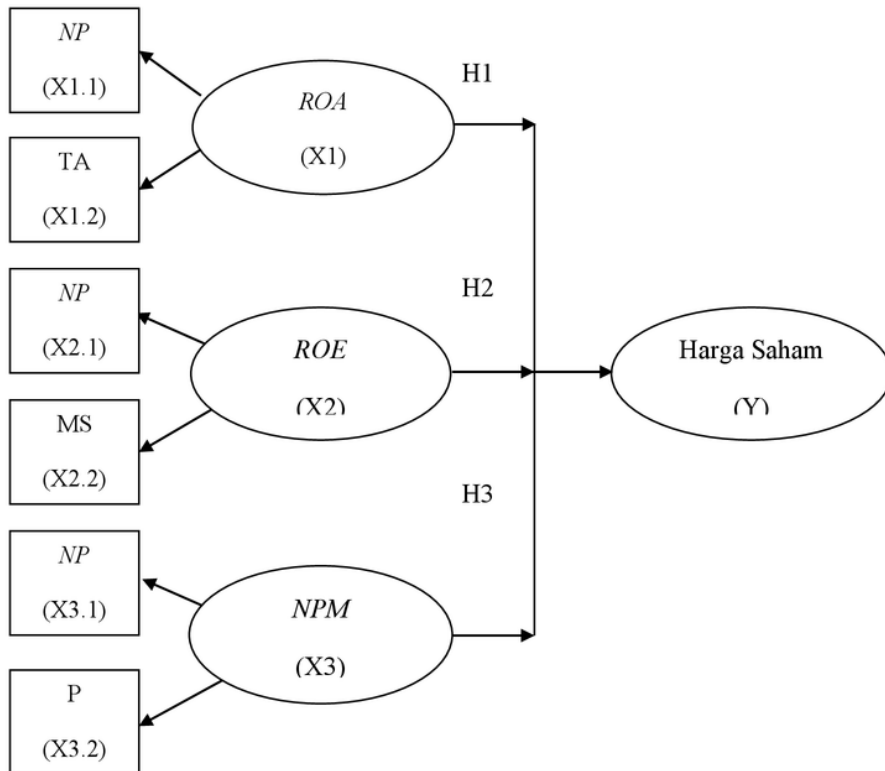 NP
(X1.1)
TA
(X1.2)
ROA
(X1)
H1
NP
(X2.1)
MS
(X2.2)
ROE
(X2)
H2
Harga Saham
(Y)
H3
NP
(X3.1)
P
(X3.2)
NPM
(X3)